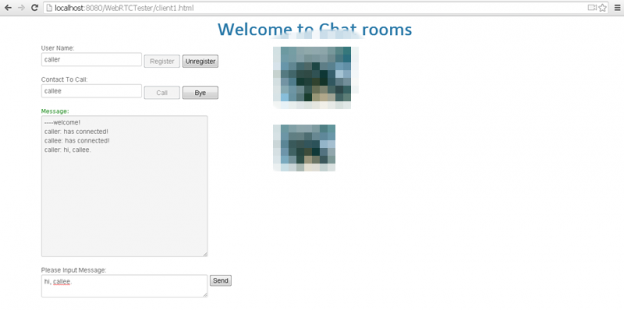 localhost:8080/WebRTCTester/client1.html
Welcome to Chat rooms
User Name:
caller
Register
Unregister
Contact To Call
callee
Call
Bye
Message:
----welcome!
caller: has connected!
callee: has connected!
caller: hi, callee.
Please Input Message:
hi, callee.
Send